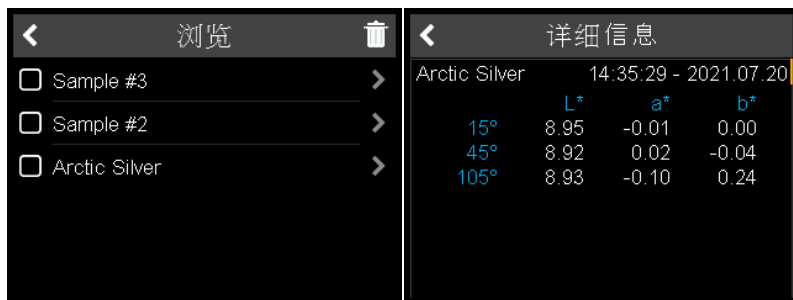 浏览
Sample #3
Sample #2
Arctic Silver
详细信息
Arctic Silver 14:35:29 - 2021.07.20
L* a* b*
15° 8.95 -0.01 0.00
45° 8.92 0.02 -0.04
105° 8.93 -0.10 0.24